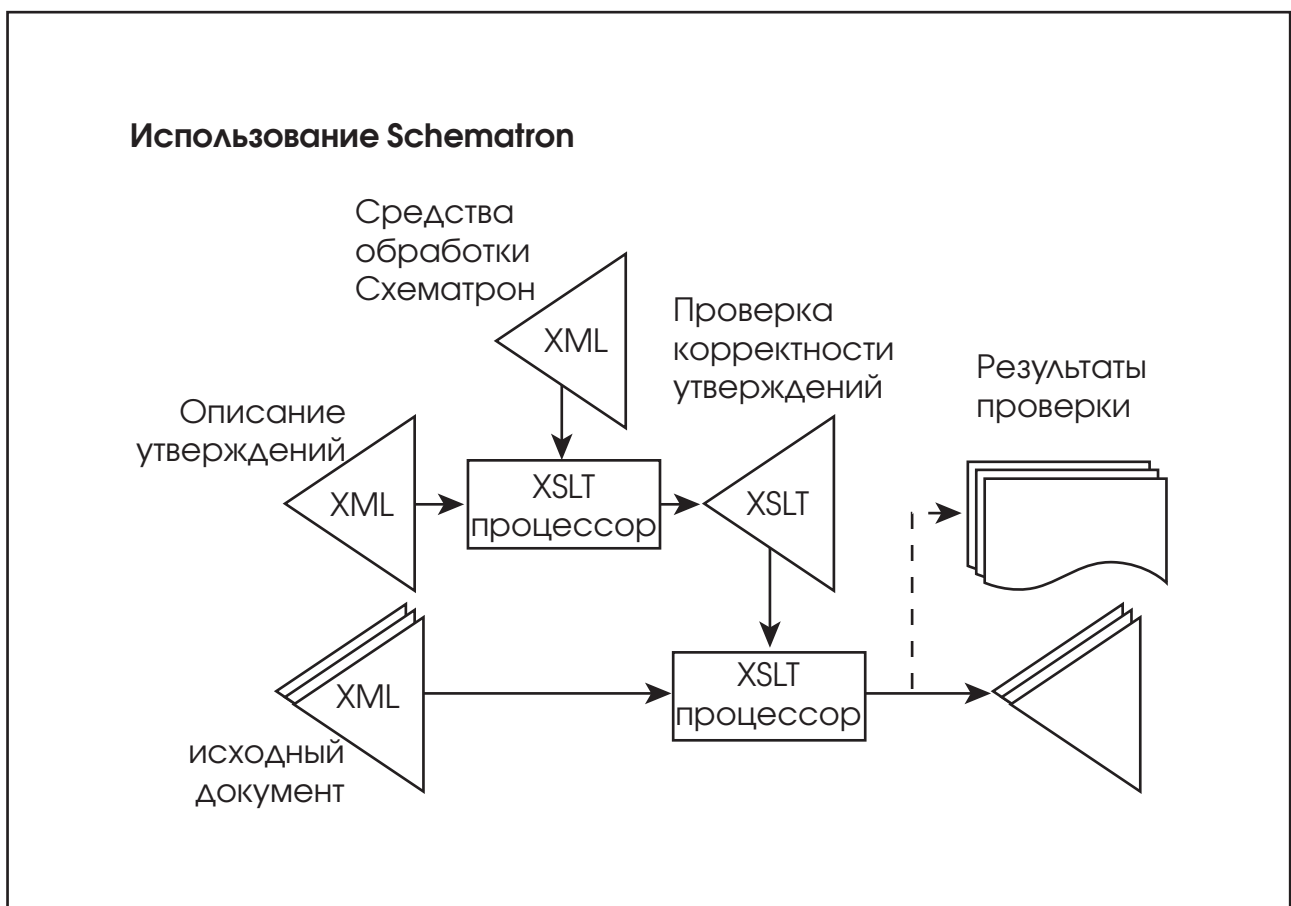 Использование Schematron
Средства
обработки
Схематрон
XML
Проверка
корректности
утверждений
Результаты
проверки
Описание
утверждений
XML
XSLT
процессор
XSLT
XML
исходный
документ
XSLT
процессор